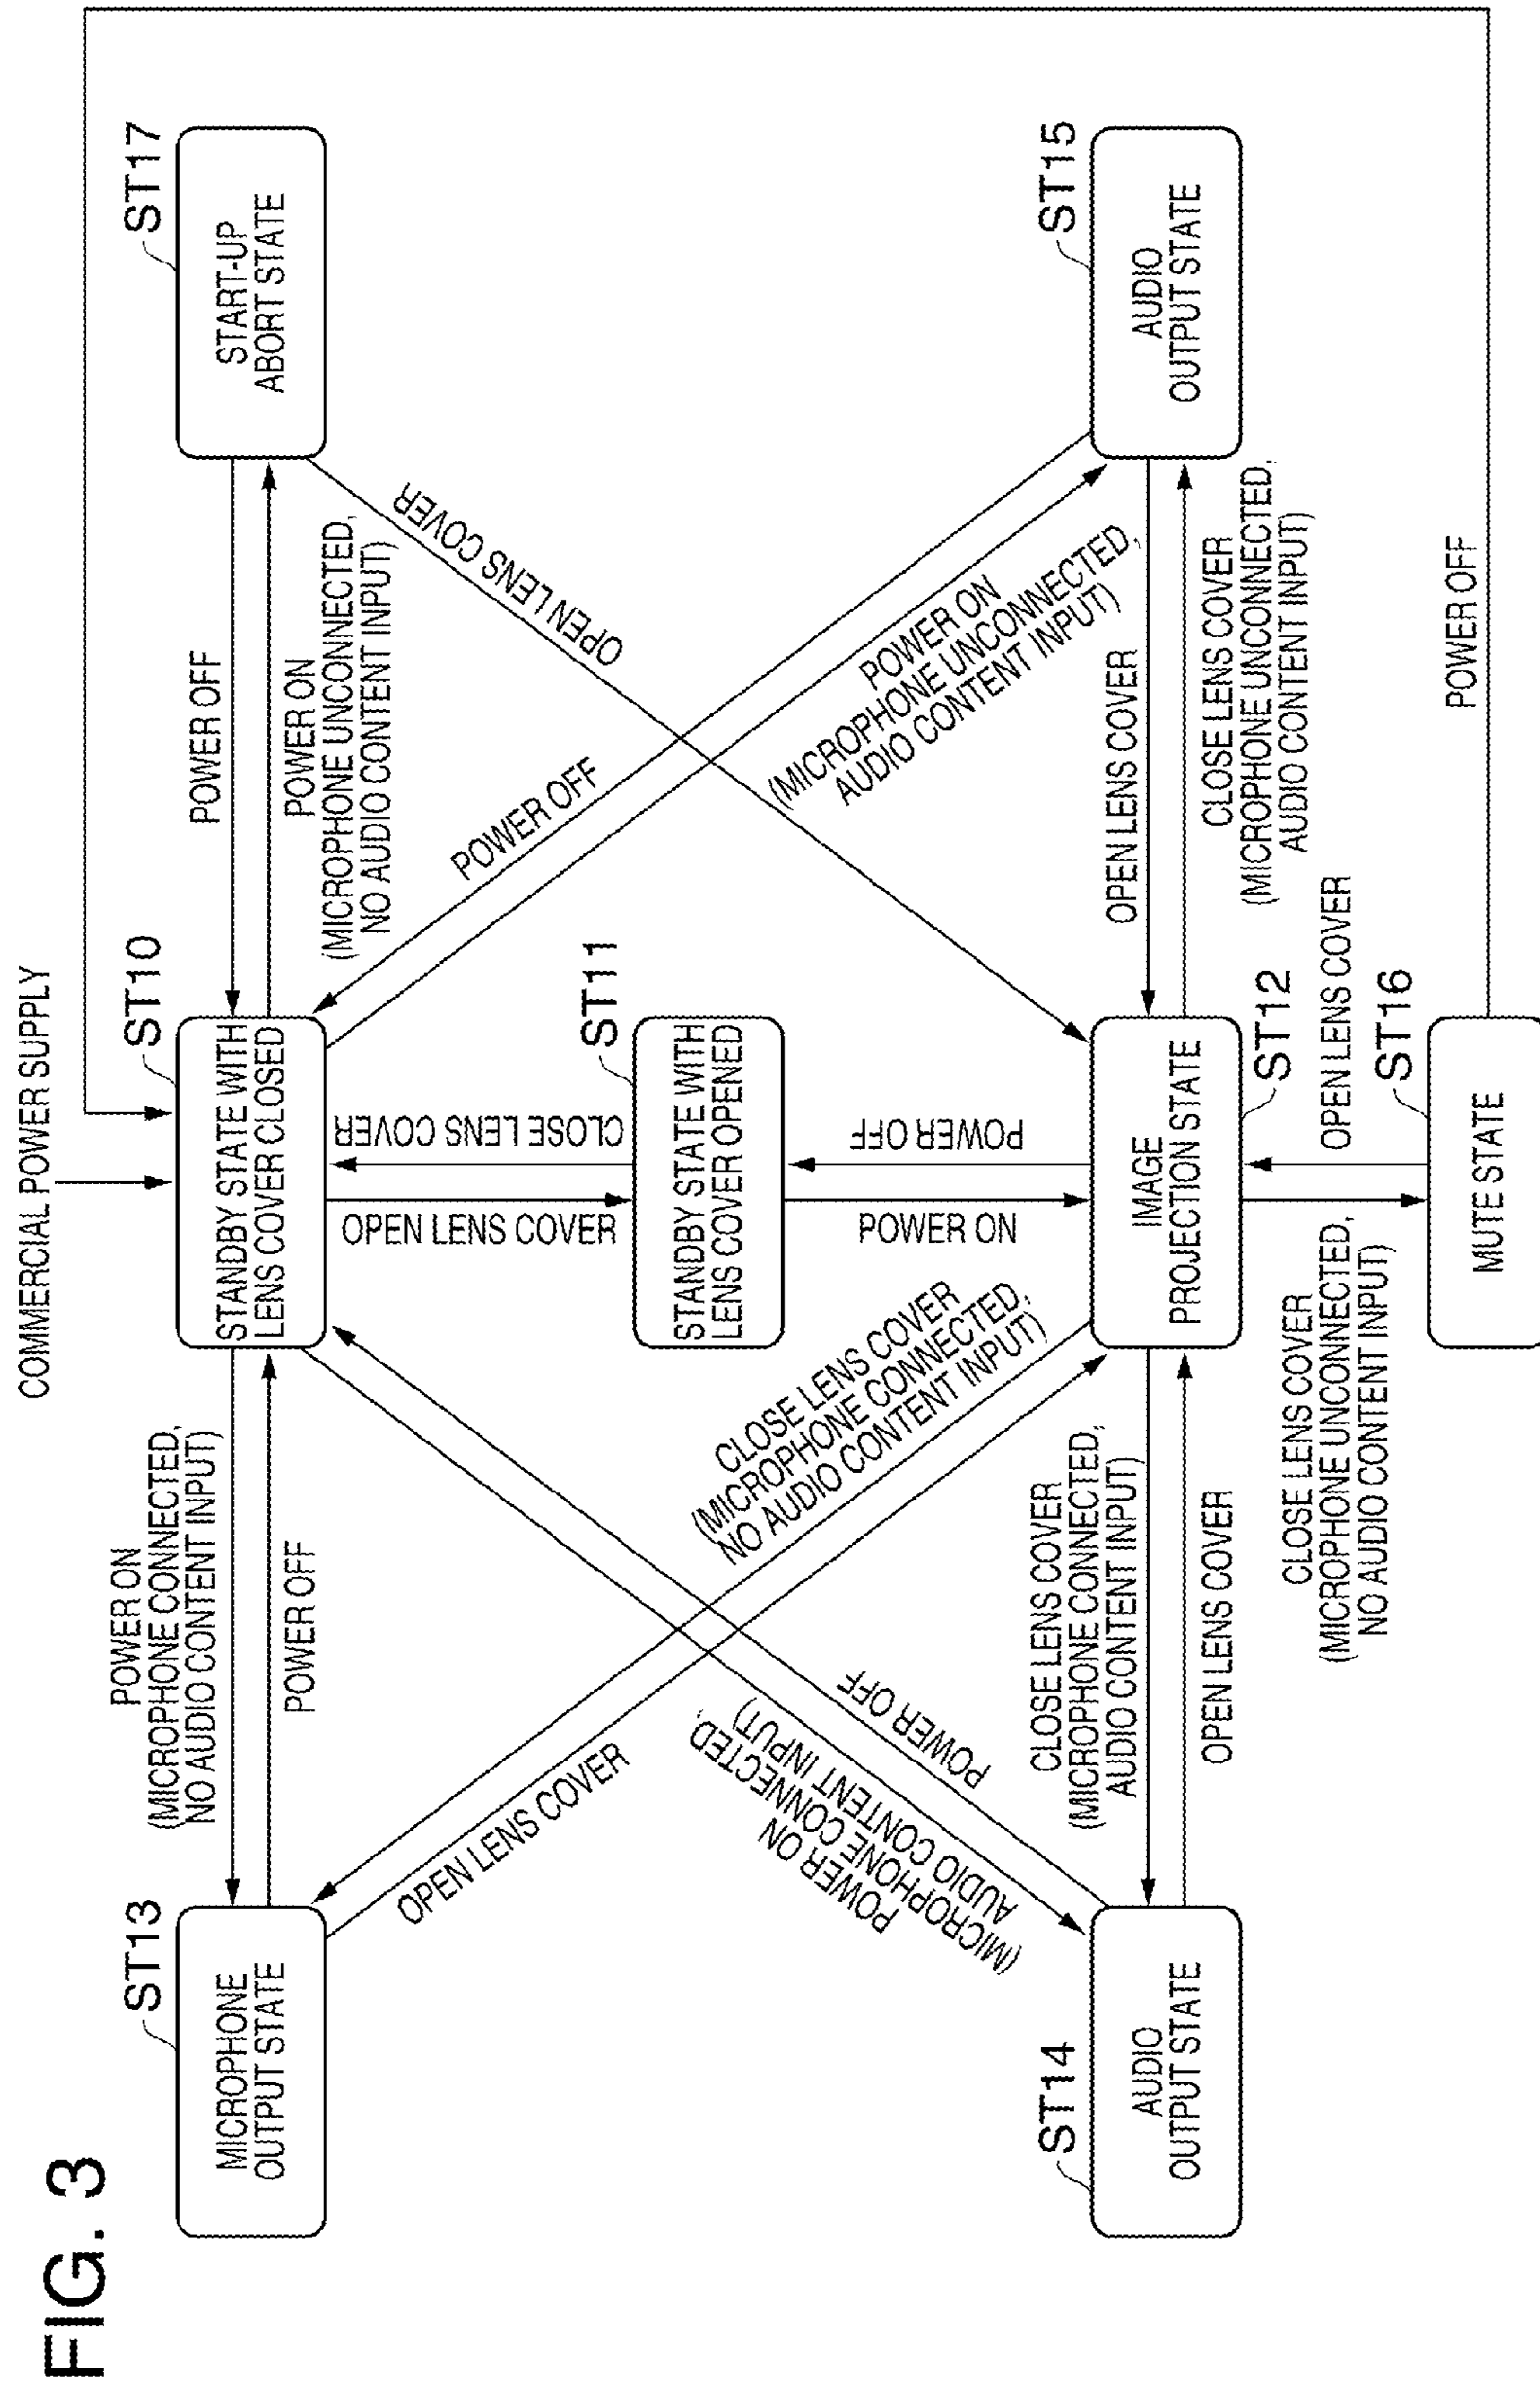 FIG. 3
COMMERCIAL POWER SUPPLY
ST13
MICROPHONE
OUTPUT STATE
POWER ON
(MICROPHONE CONNECTED,
NO AUDIO CONTENT INPUT)
POWER OFF
ST10
STANDBY STATE WITH
LENS COVER CLOSED
POWER OFF
POWER ON
(MICROPHONE UNCONNECTED,
NO AUDIO CONTENT INPUT)
ST17
START-UP
ABORT STATE
OPEN LENS COVER
CLOSE LENS COVER
(MICROPHONE CONNECTED,
NO AUDIO CONTENT INPUT)
POWER ON
(MICROPHONE CONNECTED,
AUDIO CONTENT INPUT)
POWER OFF
OPEN LENS COVER
CLOSE LENS COVER
ST11
STANDBY STATE WITH
LENS COVER OPENED
POWER ON
POWER OFF
POWER OFF
OPEN LENS COVER
POWER ON
(MICROPHONE UNCONNECTED,
AUDIO CONTENT INPUT)
ST14
AUDIO
OUTPUT STATE
CLOSE LENS COVER
(MICROPHONE CONNECTED,
AUDIO CONTENT INPUT)
OPEN LENS COVER
IMAGE
PROJECTION STATE
ST12
OPEN LENS COVER
CLOSE LENS COVER
(MICROPHONE UNCONNECTED,
AUDIO CONTENT INPUT)
ST15
AUDIO
OUTPUT STATE
CLOSE LENS COVER
(MICROPHONE UNCONNECTED,
NO AUDIO CONTENT INPUT)
OPEN LENS COVER
ST16
MUTE STATE
POWER OFF